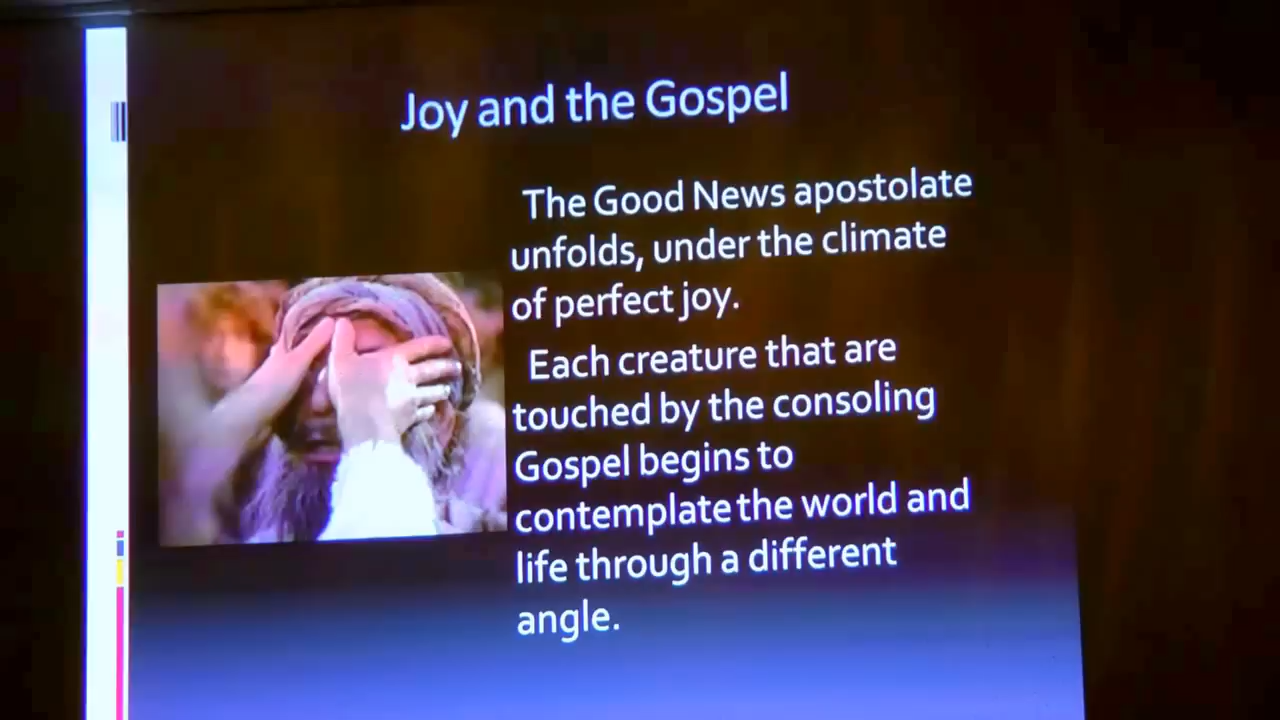 Joy and the Gospel
The Good News apostolate
unfolds, under the climate
of perfect joy.
Each creature that are
touched by the consoling
Gospel begins to
contemplate the world and
life through a different
angle.